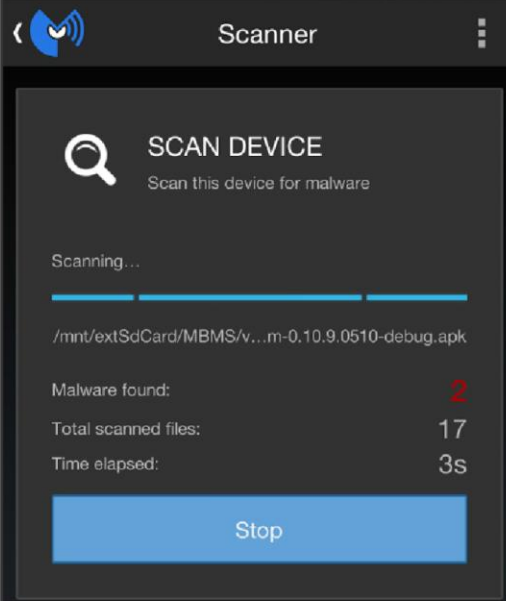 Scanner
SCAN DEVICE
Scan this device for malware
Scanning...
/mnt/extSdCard/MBMS/v...m-0.10.9.0510-debug.apk
Malware found: 2
Total scanned files: 17
Time elapsed: 3s
Stop